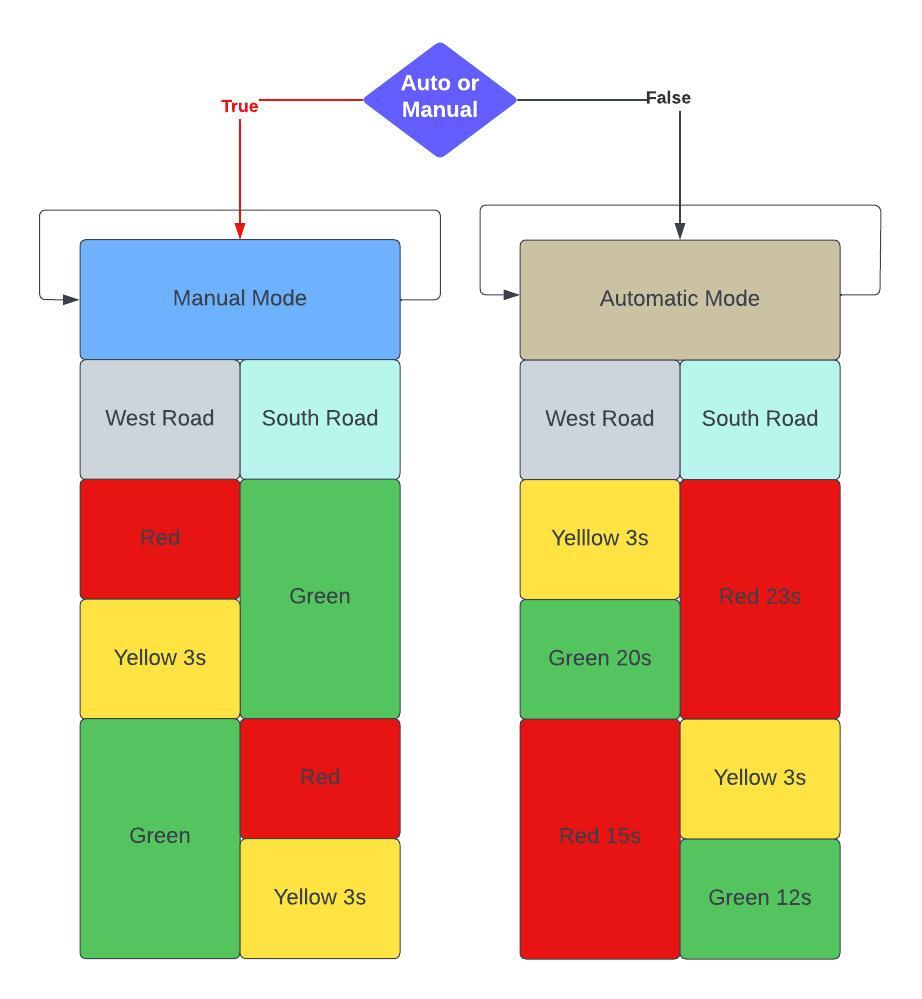 Auto or
Manual
True
False
Manual Mode
Automatic Mode
West Road
South Road
West Road
South Road
Red
Green
Yelllow 3s
Red 23s
Yellow 3s
Green 20s
Green
Red
Red 15s
Yellow 3s
Yellow 3s
Green 12s